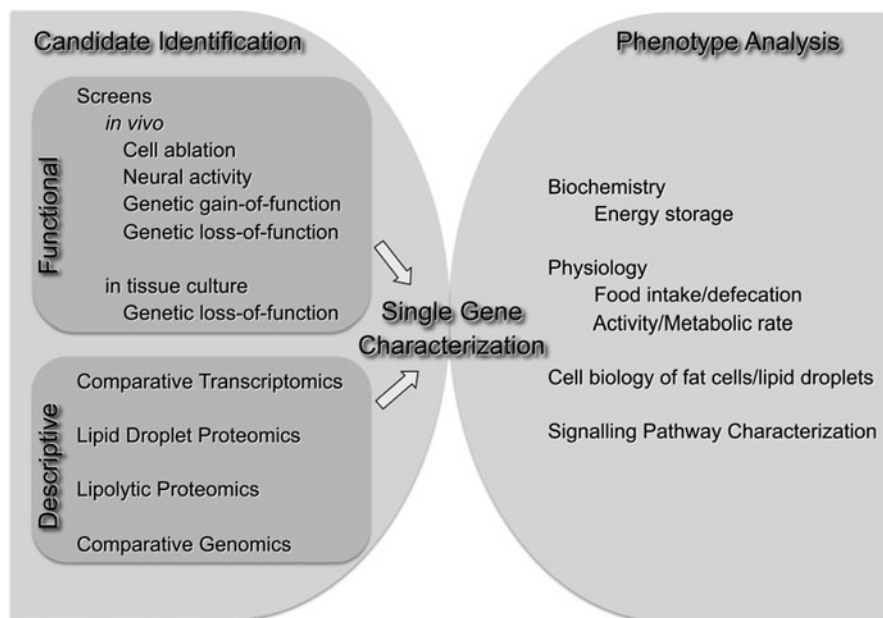 Candidate Identification
Functional
Screens
in vivo
Cell ablation
Neural activity
Genetic gain-of-function
Genetic loss-of-function
in tissue culture
Genetic loss-of-function
Descriptive
Comparative Transcriptomics
Lipid Droplet Proteomics
Lipolytic Proteomics
Comparative Genomics
Single Gene
Characterization
Phenotype Analysis
Biochemistry
Energy storage
Physiology
Food intake/defecation
Activity/Metabolic rate
Cell biology of fat cells/lipid droplets
Signalling Pathway Characterization